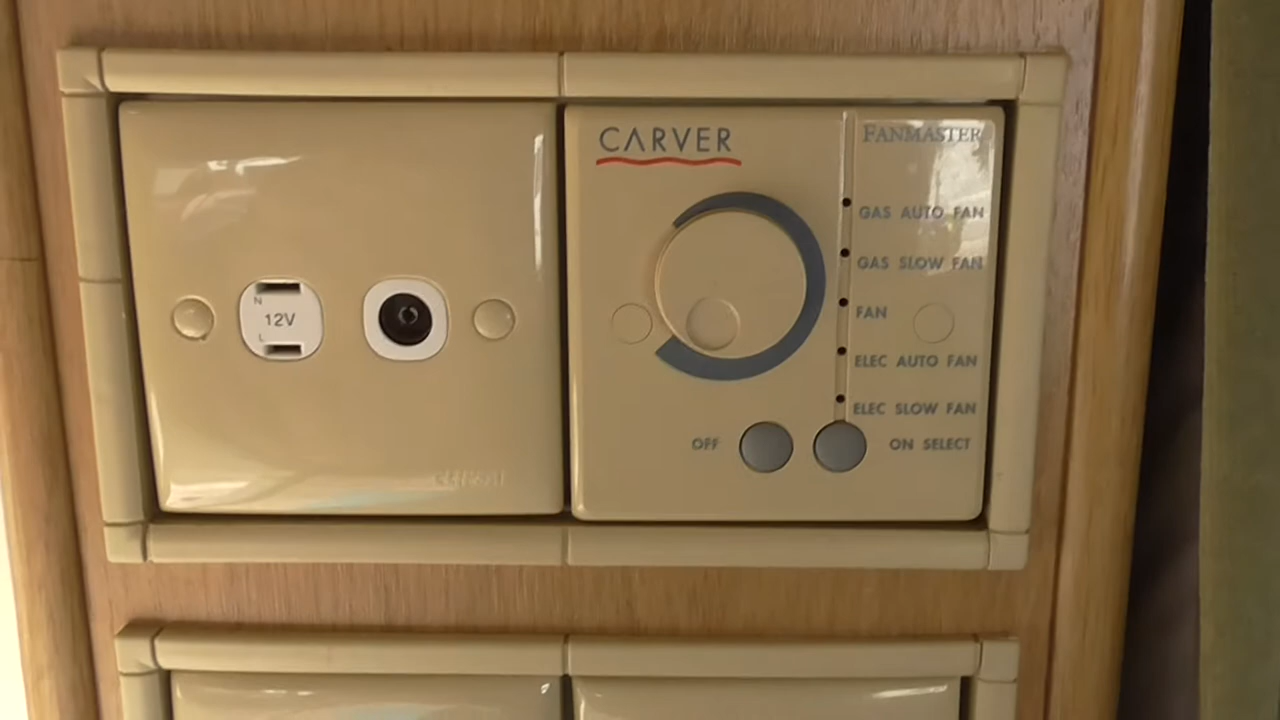 N
12V
L
CARVER
FANMASTER
GAS AUTO FAN
GAS SLOW FAN
FAN
ELEC AUTO FAN
ELEC SLOW FAN
OFF
ON SELECT